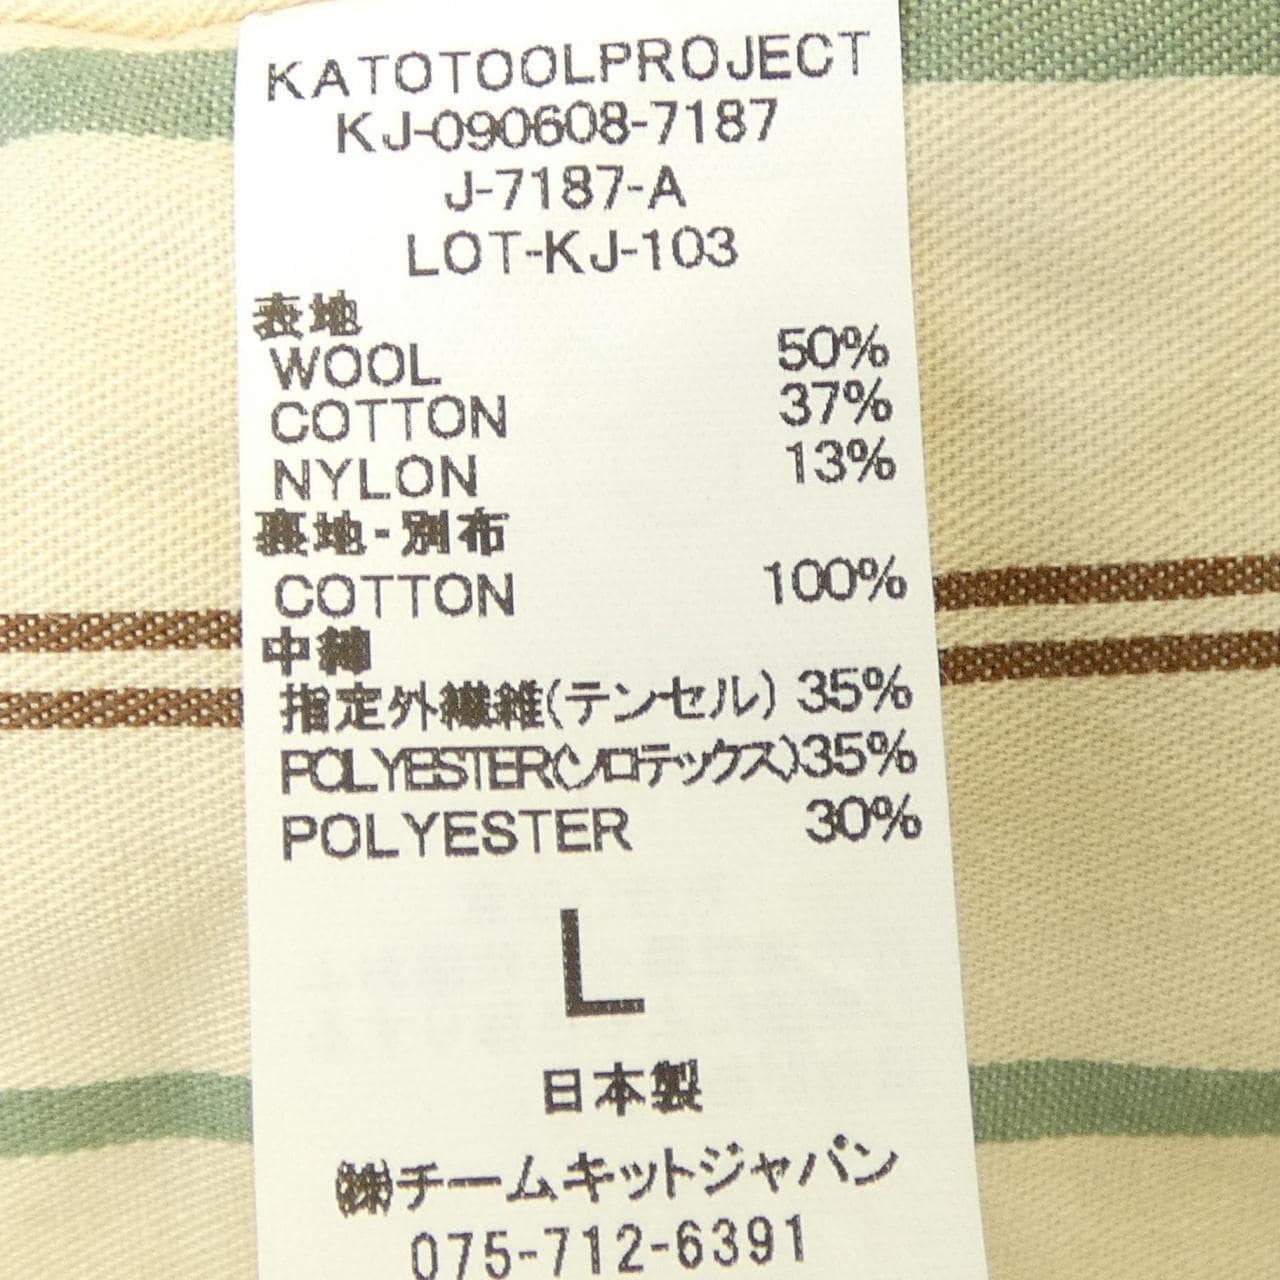 KATOTOOLPROJECT
KJ-090608-7187
J-7187-A
LOT-KJ-103
表地
WOOL 50%
COTTON 37%
NYLON 13%
裏地・別布
COTTON 100%
中綿
指定外繊維(テンセル) 35%
POLYESTER(ソロテックス)35%
POLYESTER 30%
L
日本製
㈱チームキットジャパン
075-712-6391